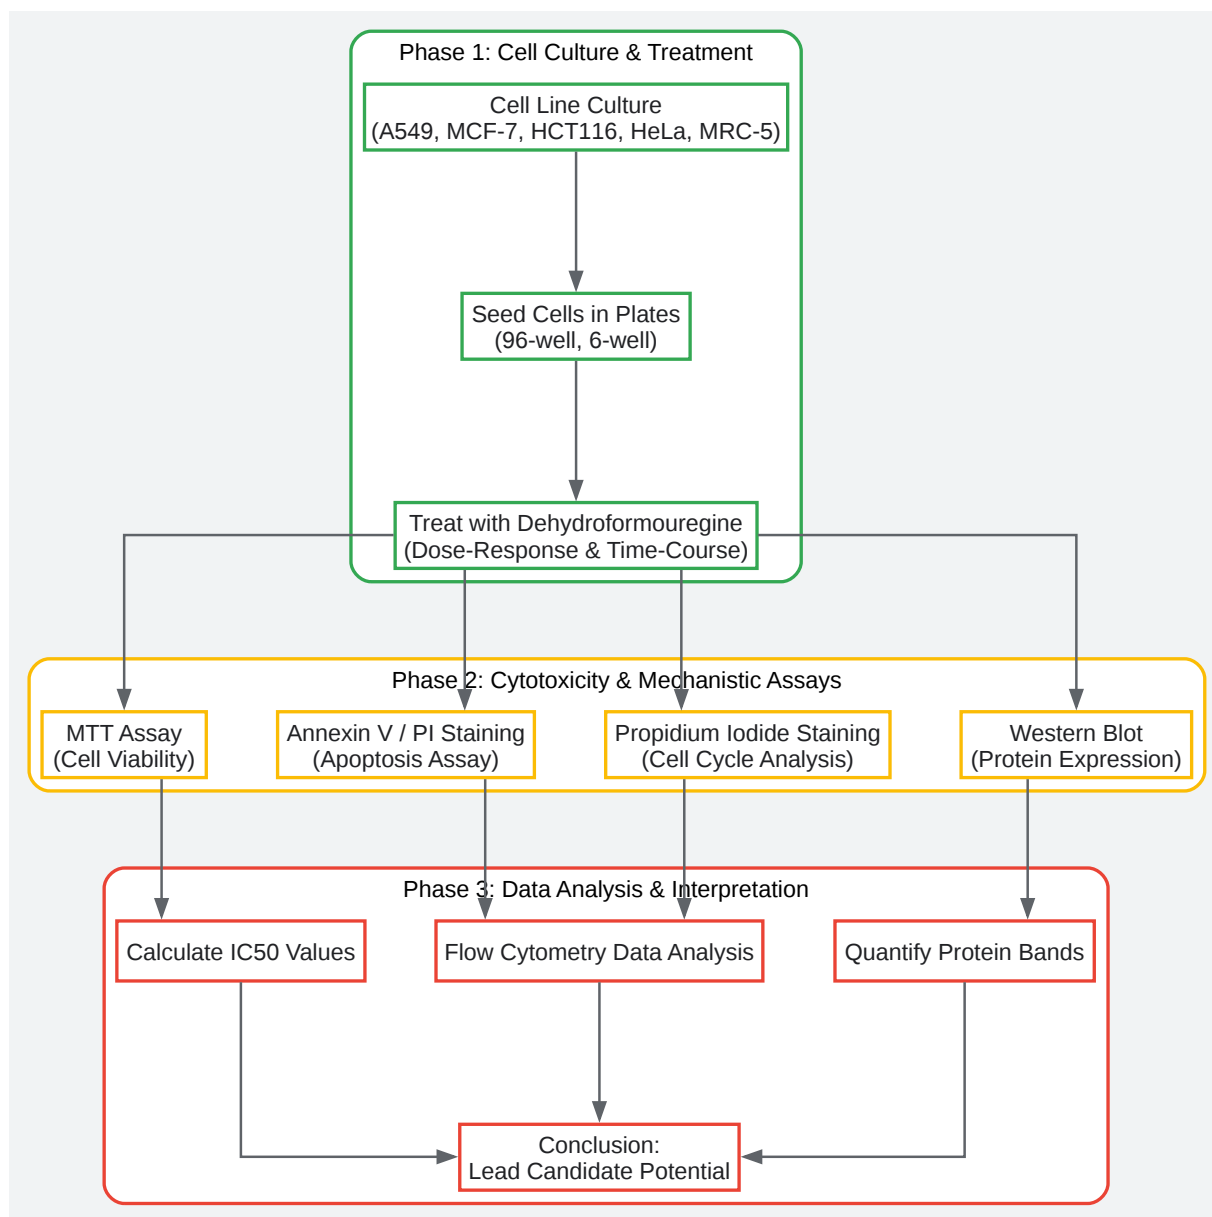 Phase 1: Cell Culture & Treatment
Cell Line Culture
(A549, MCF-7, HCT116, HeLa, MRC-5)
Seed Cells in Plates
(96-well, 6-well)
Treat with Dehydroformouregine
(Dose-Response & Time-Course)
Phase 2: Cytotoxicity & Mechanistic Assays
MTT Assay
(Cell Viability)
Annexin V / PI Staining
(Apoptosis Assay)
Propidium Iodide Staining
(Cell Cycle Analysis)
Western Blot
(Protein Expression)
Phase 3: Data Analysis & Interpretation
Calculate IC50 Values
Flow Cytometry Data Analysis
Quantify Protein Bands
Conclusion:
Lead Candidate Potential